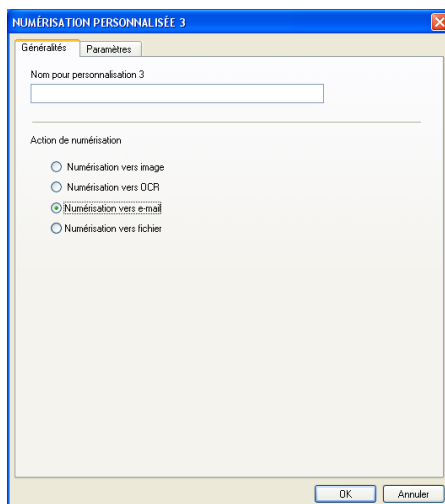 NUMÉRISATION PERSONNALISÉE 3
Généralités Paramètres
Nom pour personnalisation 3
Action de numérisation
Numérisation vers image
Numérisation vers OCR
Numérisation vers e-mail
Numérisation vers fichier
OK Annuler